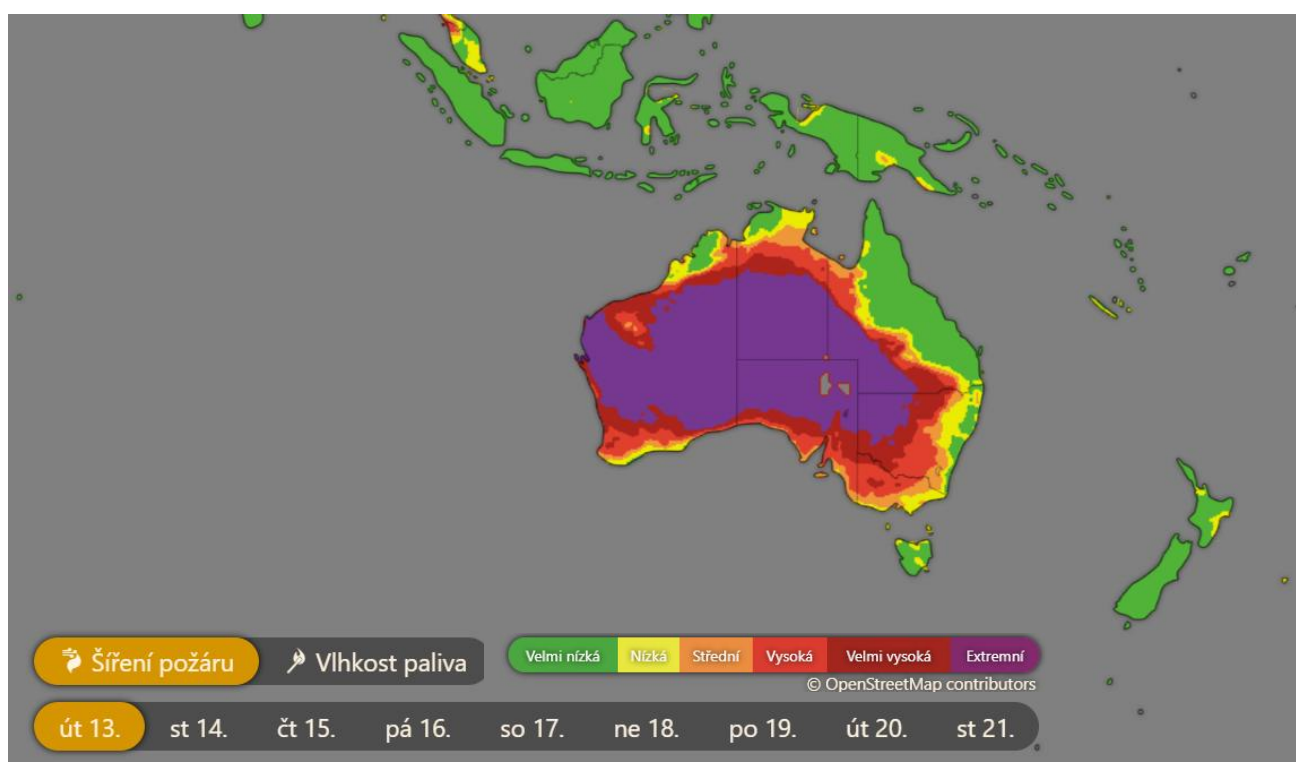 Šíření požáru
Vlhkost paliva
Velmi nízká Nízká Střední Vysoká Velmi vysoká Extremní
© OpenStreetMap contributors
út 13. st 14. čt 15. pá 16. so 17. ne 18. po 19. út 20. st 21.